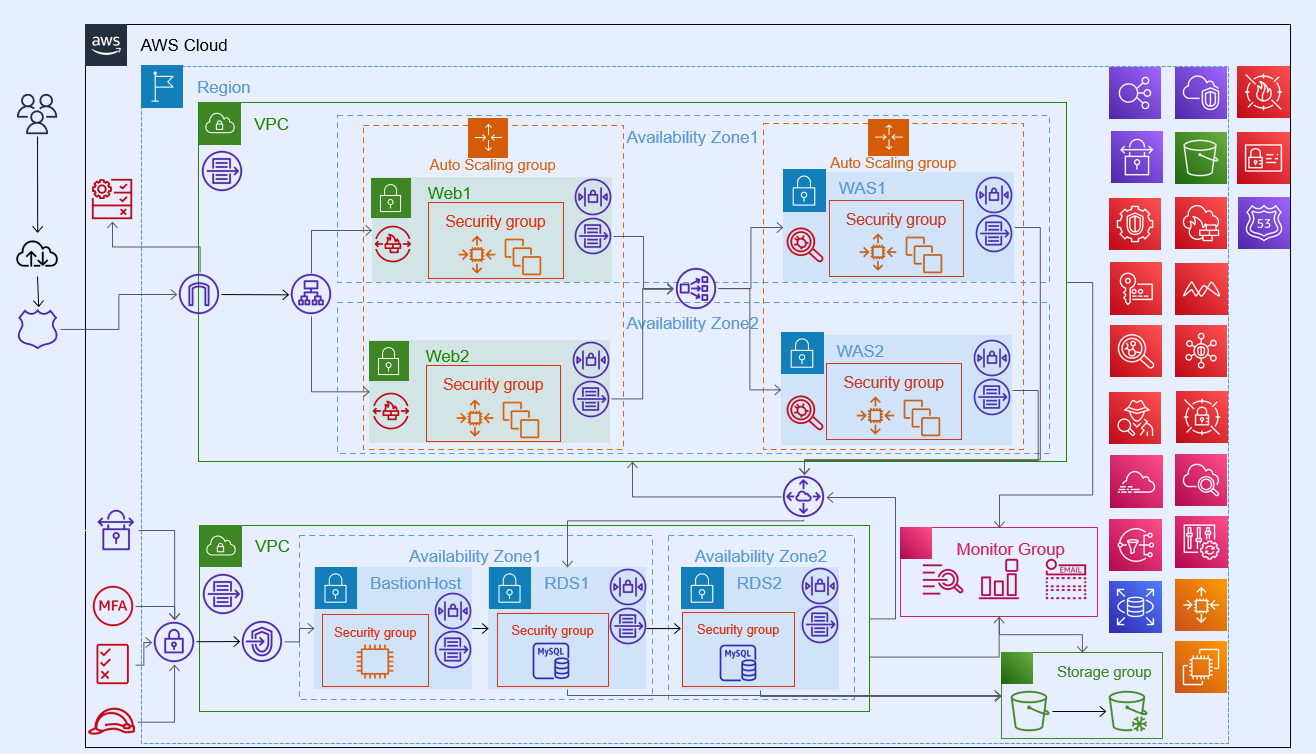 aws
AWS Cloud
Region
VPC
Availability Zone1
Auto Scaling group
Auto Scaling group
Web1
WAS1
Security group
Security group
53
Availability Zone2
Web2
WAS2
Security group
Security group
VPC
Availability Zone1
Availability Zone2
Monitor Group
EMAIL
BastionHost
RDS1
RDS2
MFA
Security group
Security group
Security group
MySQL
MySQL
Storage group